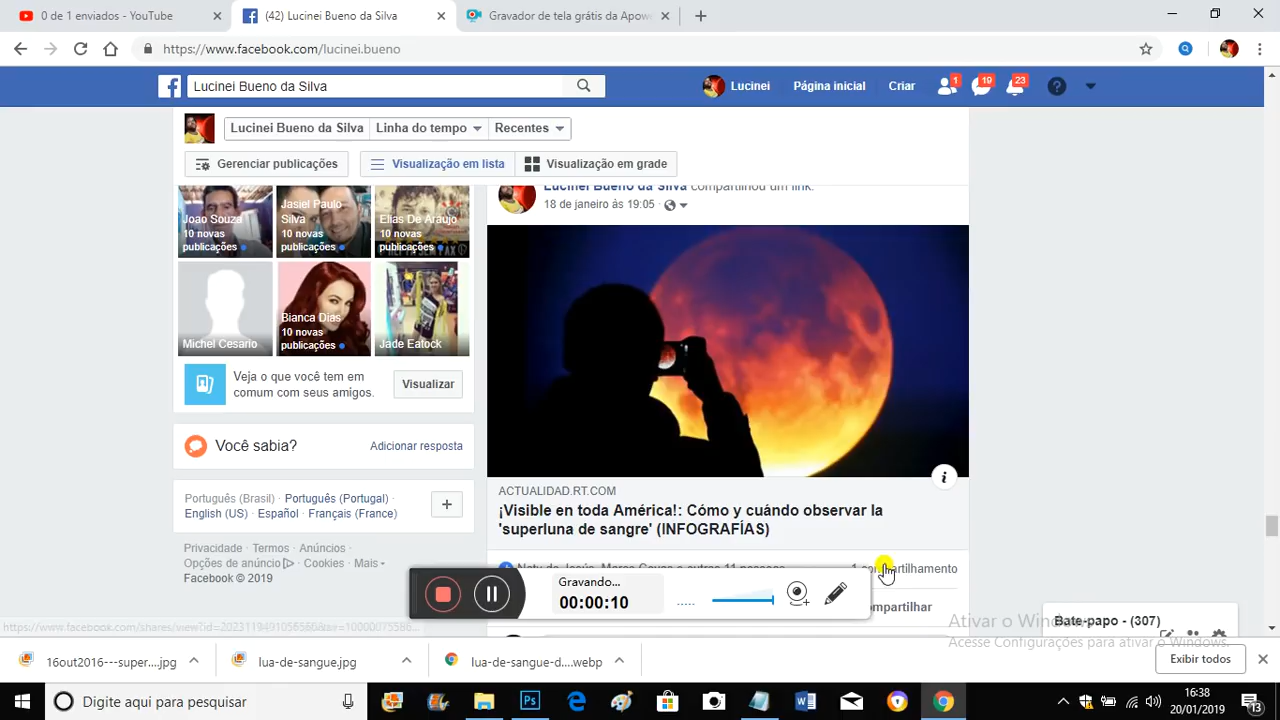 0 de 1 enviados - YouTube
(42) Lucinei Bueno da Silva
Gravador de tela grátis da Apow
https://www.facebook.com/lucinei.bueno
Lucinei Bueno da Silva
Lucinei
Página inicial
Criar
1
19
23
Lucinei Bueno da Silva
Linha do tempo
Recentes
Gerenciar publicações
Visualização em lista
Visualização em grade
Joao Souza
10 novas
publicações
Jasiel Paulo
Silva
10 novas
publicações
Elias De Araujo
10 novas
publicações
Michel Cesario
Bianca Dias
10 novas
publicações
Jade Eatock
Veja o que você tem em
comum com seus amigos.
Visualizar
Você sabia?
Adicionar resposta
Português (Brasil) · Português (Portugal) ·
English (US) · Español · Français (France)
Privacidade · Termos · Anúncios ·
Opções de anúncio · Cookies · Mais
Facebook © 2019
Lucinei Bueno da Silva compartilhou um link.
18 de janeiro às 19:05
ACTUALIDAD.RT.COM
¡Visible en toda América!: Cómo y cuándo observar la
'superluna de sangre' (INFOGRAFÍAS)
e outras 11 pessoas
1 compartilhamento
ompartilhar
Gravando...
00:00:10
Bate-papo - (307)
Ativar o Windows
Acesse Configurações para ativar o Windows.
16out2016---super....jpg
lua-de-sangue.jpg
lua-de-sangue-d....webp
Exibir todos
Digite aqui para pesquisar
16:38
20/01/2019
13